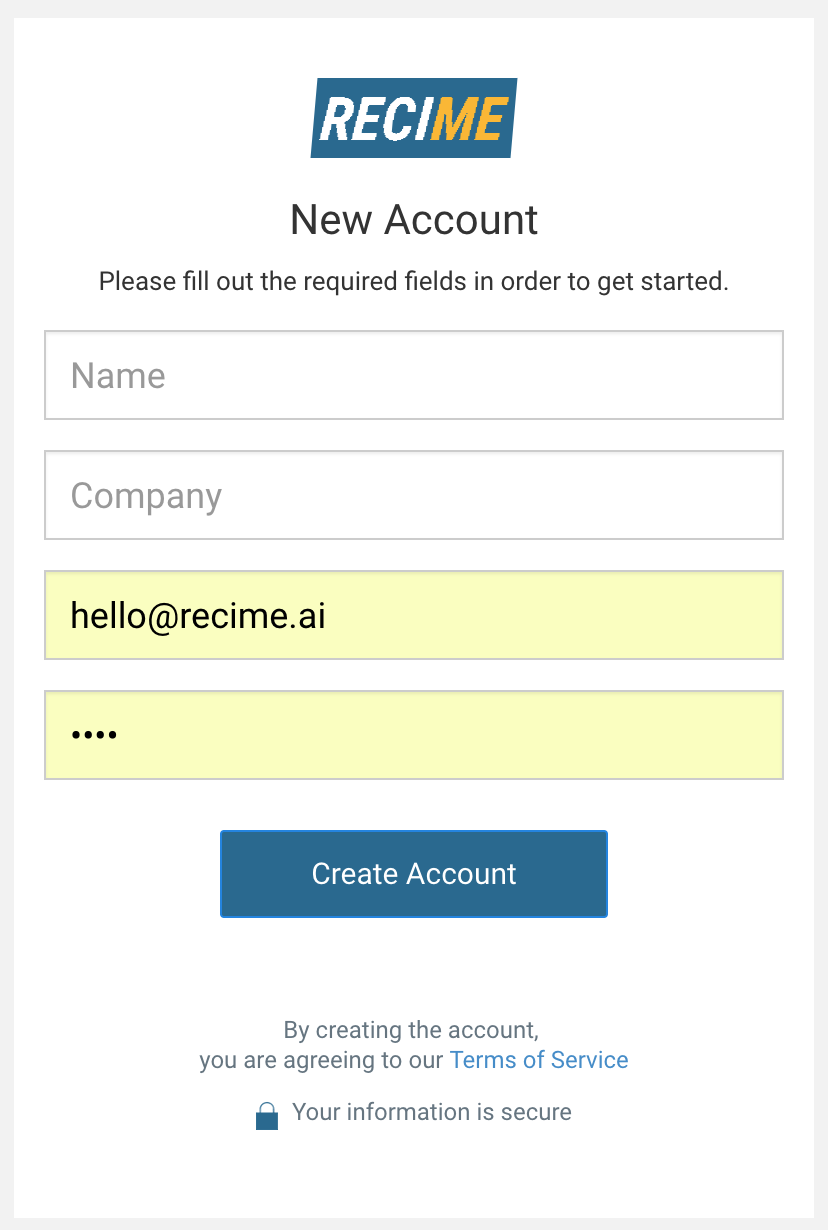 RECIME
New Account
Please fill out the required fields in order to get started.
Name
Company
hello@recime.ai
••••
Create Account
By creating the account,
you are agreeing to our Terms of Service
Your information is secure